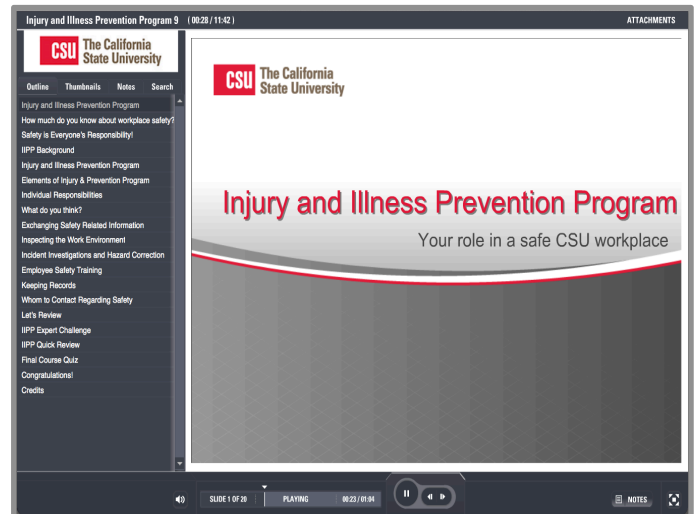 Injury and Illness Prevention Program 9 ( 00:28 / 11:42 )
ATTACHMENTS
CSU The California
State University
Outline Thumbnails Notes Search
Injury and Illness Prevention Program
How much do you know about workplace safety?
Safety is Everyone's Responsibility!
IIPP Background
Injury and Illness Prevention Program
Elements of Injury & Prevention Program
Individual Responsibilities
What do you think?
Exchanging Safety Related Information
Inspecting the Work Environment
Incident Investigations and Hazard Correction
Employee Safety Training
Keeping Records
Whom to Contact Regarding Safety
Let's Review
IIPP Expert Challenge
IIPP Quick Review
Final Course Quiz
Congratulations!
Credits
CSU The California
State University
Injury and Illness Prevention Program
Your role in a safe CSU workplace
SLIDE 1 OF 20 PLAYING 00:23 / 01:04
NOTES